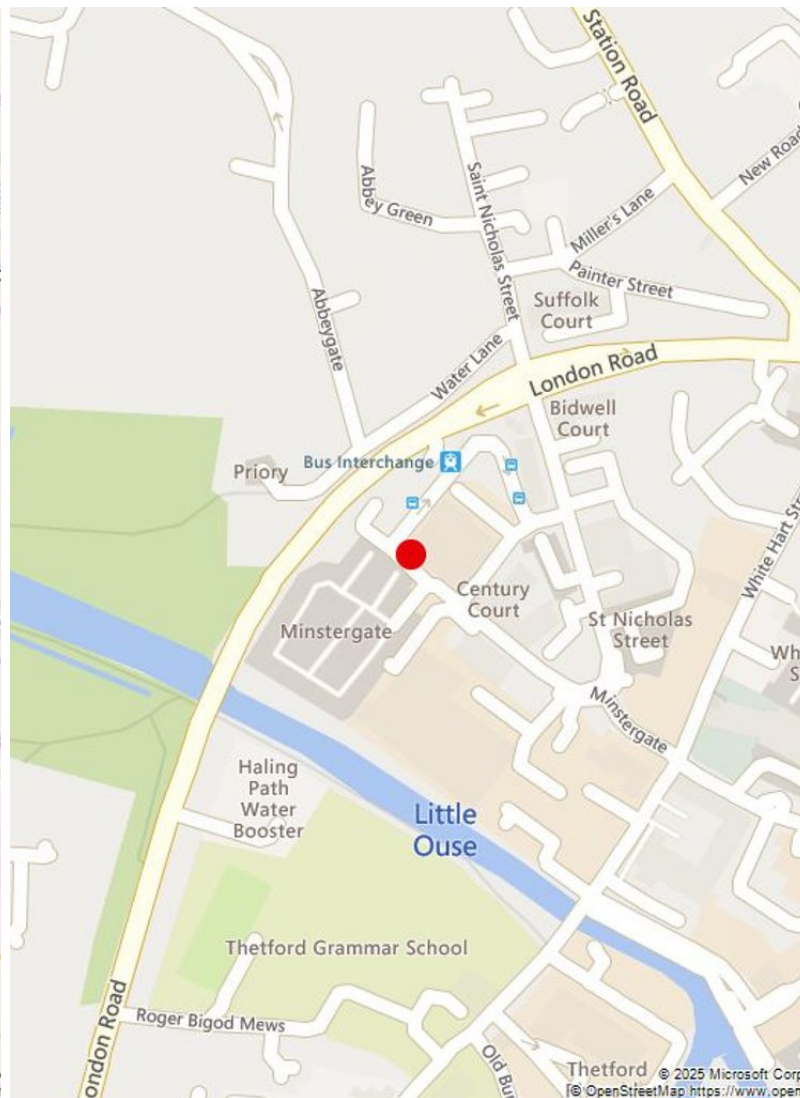 Station Road
New Road
Saint Nicholas Street
Abbey Green
Miller's Lane
Painter Street
Suffolk
Court
Abbeygate
Water Lane
London Road
Bidwell
Court
Bus Interchange
Priory
White Hart
Century
Court
St Nicholas
Street
Minstergate
Minstergate
Haling
Path
Water
Booster
Little
Ouse
Thetford Grammar School
London Road
Roger Bigod Mews
Old
Thetford
© 2025 Microsoft Corp
© OpenStreetMap https://www.open